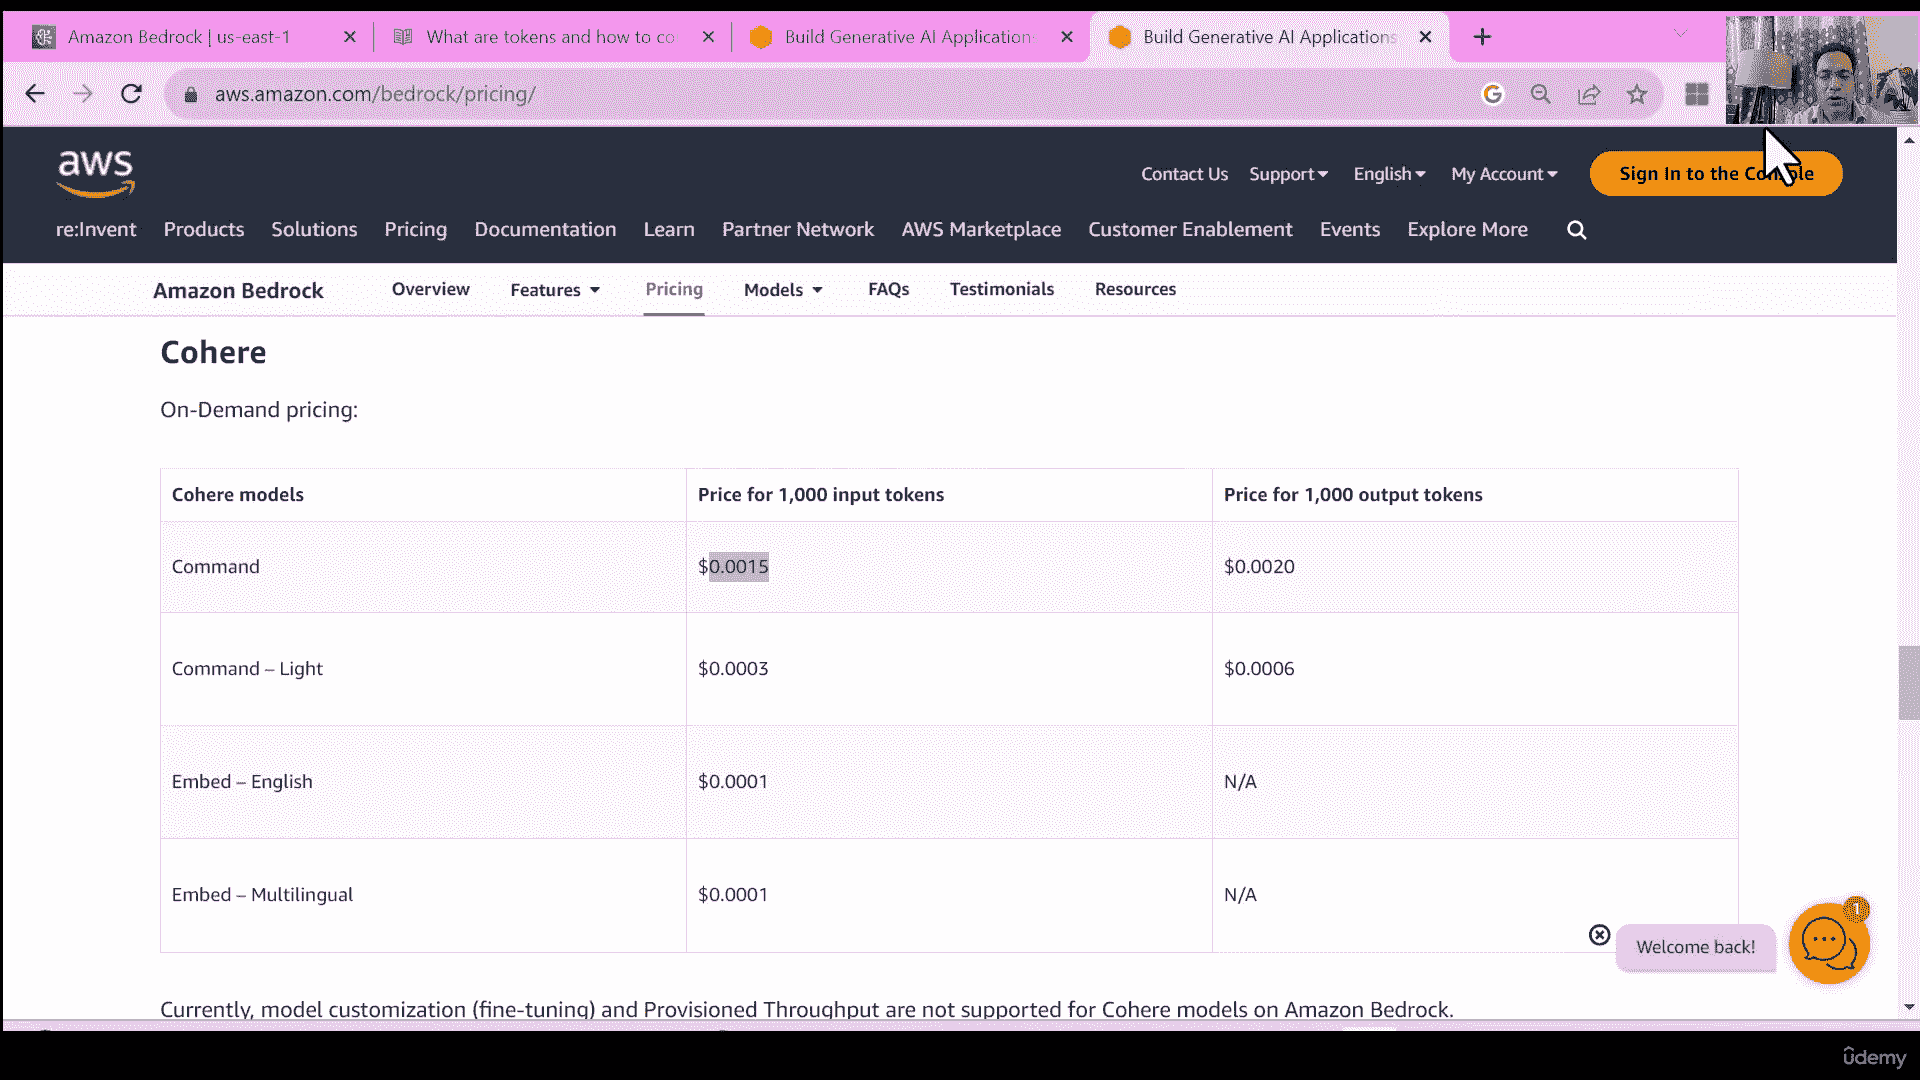 Amazon Bedrock | us-east-1
What are tokens and how to co
Build Generative AI Application
Build Generative AI Applications
aws.amazon.com/bedrock/pricing/
aws
Contact Us Support English My Account Sign In to the Console
re:Invent Products Solutions Pricing Documentation Learn Partner Network AWS Marketplace Customer Enablement Events Explore More
Amazon Bedrock Overview Features Pricing Models FAQs Testimonials Resources
Cohere
On-Demand pricing:
Cohere models Price for 1,000 input tokens Price for 1,000 output tokens
Command $0.0015 $0.0020
Command – Light $0.0003 $0.0006
Embed – English $0.0001 N/A
Embed – Multilingual $0.0001 N/A
1
Welcome back!
Currently, model customization (fine-tuning) and Provisioned Throughput are not supported for Cohere models on Amazon Bedrock.
ûdemy